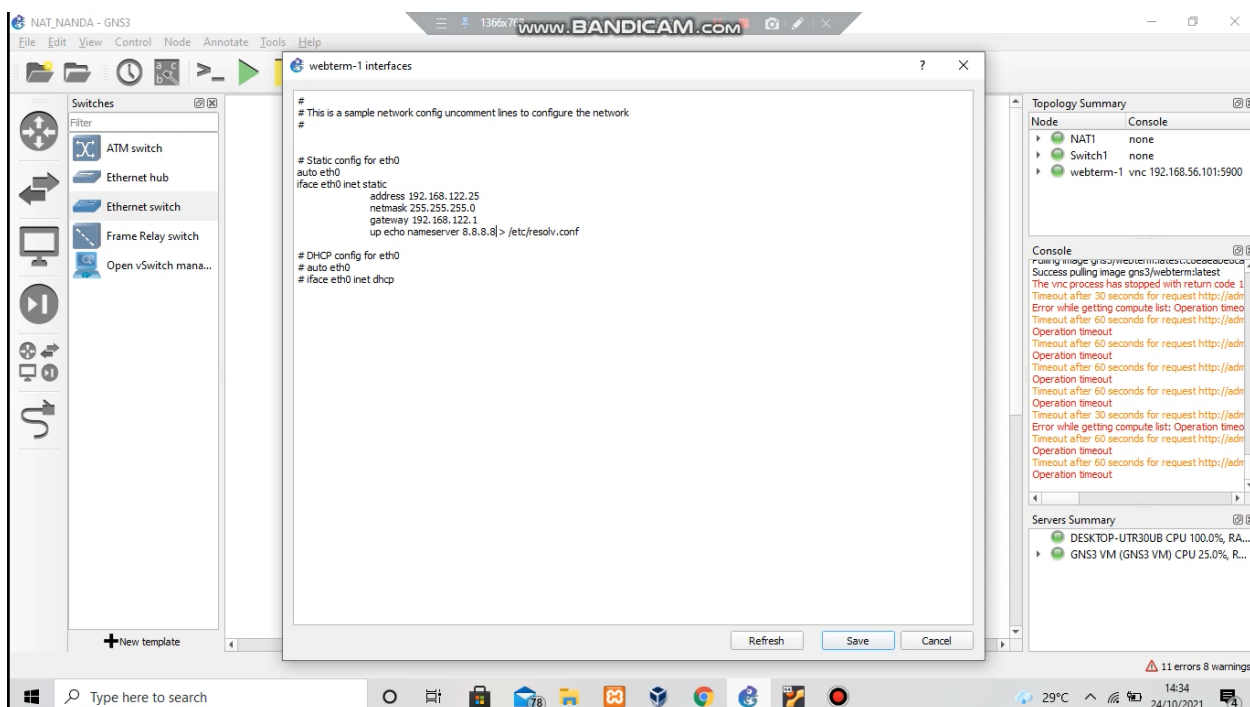 NAT_NANDA - GNS3
1366x76
www.BANDICAM.com
File Edit View Control Node Annotate Tools Help
webterm-1 interfaces
?
Switches
Filter
ATM switch
Ethernet hub
Ethernet switch
Frame Relay switch
Open vSwitch mana...
New template
#
# This is a sample network config uncomment lines to configure the network
#
# Static config for eth0
auto eth0
iface eth0 inet static
address 192.168.122.25
netmask 255.255.255.0
gateway 192.168.122.1
up echo nameserver 8.8.8.8 > /etc/resolv.conf
# DHCP config for eth0
# auto eth0
# iface eth0 inet dhcp
Refresh Save Cancel
Topology Summary
Node Console
NAT1 none
Switch1 none
webterm-1 vnc 192.168.56.101:5900
Console
Success pulling image gns3/webterm:latest
The vnc process has stopped with return code 1
Timeout after 30 seconds for request http://adm
Error while getting compute list: Operation timeo
Timeout after 60 seconds for request http://adm
Operation timeout
Timeout after 60 seconds for request http://adm
Operation timeout
Timeout after 60 seconds for request http://adm
Operation timeout
Timeout after 60 seconds for request http://adm
Operation timeout
Timeout after 30 seconds for request http://adm
Error while getting compute list: Operation timeo
Timeout after 60 seconds for request http://adm
Operation timeout
Timeout after 60 seconds for request http://adm
Operation timeout
Servers Summary
DESKTOP-UTR30UB CPU 100.0%, RA...
GNS3 VM (GNS3 VM) CPU 25.0%, R...
11 errors 8 warnings
Type here to search
78
29°C
14:34
24/10/2021
4